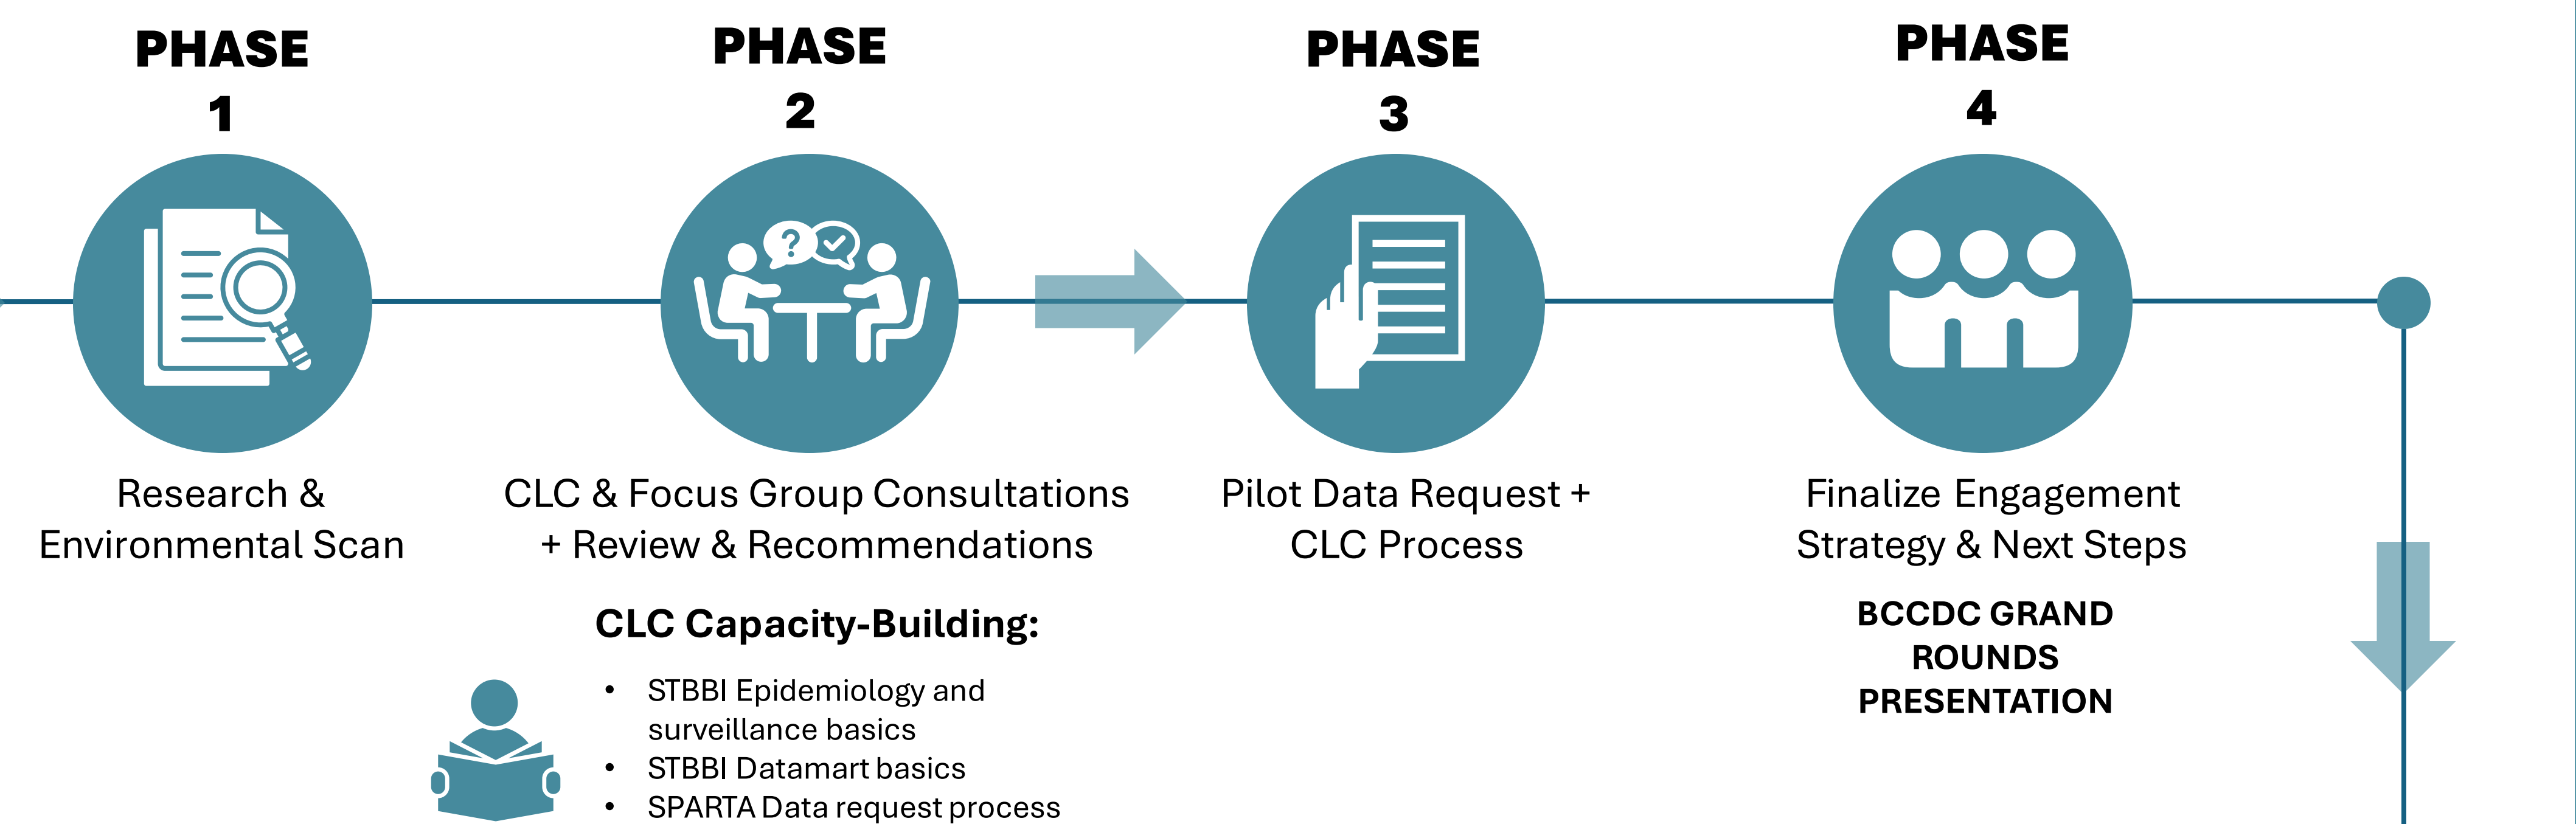 PHASE
1
PHASE
2
PHASE
3
PHASE
4
?
Research &
Environmental Scan
CLC & Focus Group Consultations
+ Review & Recommendations
Pilot Data Request +
CLC Process
Finalize Engagement
Strategy & Next Steps
CLC Capacity-Building:
• STBBI Epidemiology and
surveillance basics
• STBBI Datamart basics
• SPARTA Data request process
BCCDC GRAND
ROUNDS
PRESENTATION